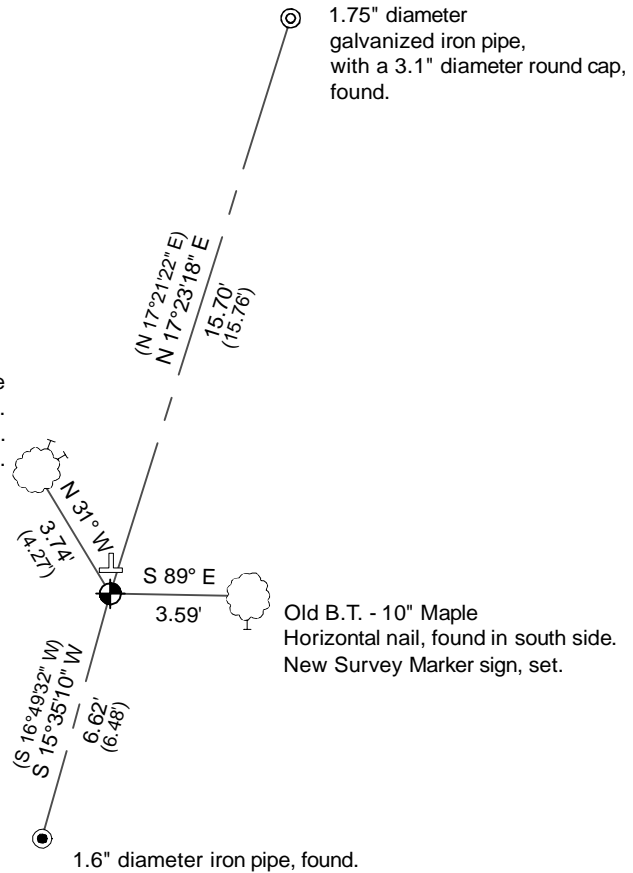 1.75" diameter
galvanized iron pipe,
with a 3.1" diameter round cap,
found.
(N 17°21'22" E)
N 17°23'18" E
15.70'
(15.76')
e
.
.
.
N 31° W
3.74'
(4.27')
S 89° E
3.59'
Old B.T. - 10" Maple
Horizontal nail, found in south side.
New Survey Marker sign, set.
(S 16°49'32" W)
S 15°35'10" W
6.62'
(6.48')
1.6" diameter iron pipe, found.